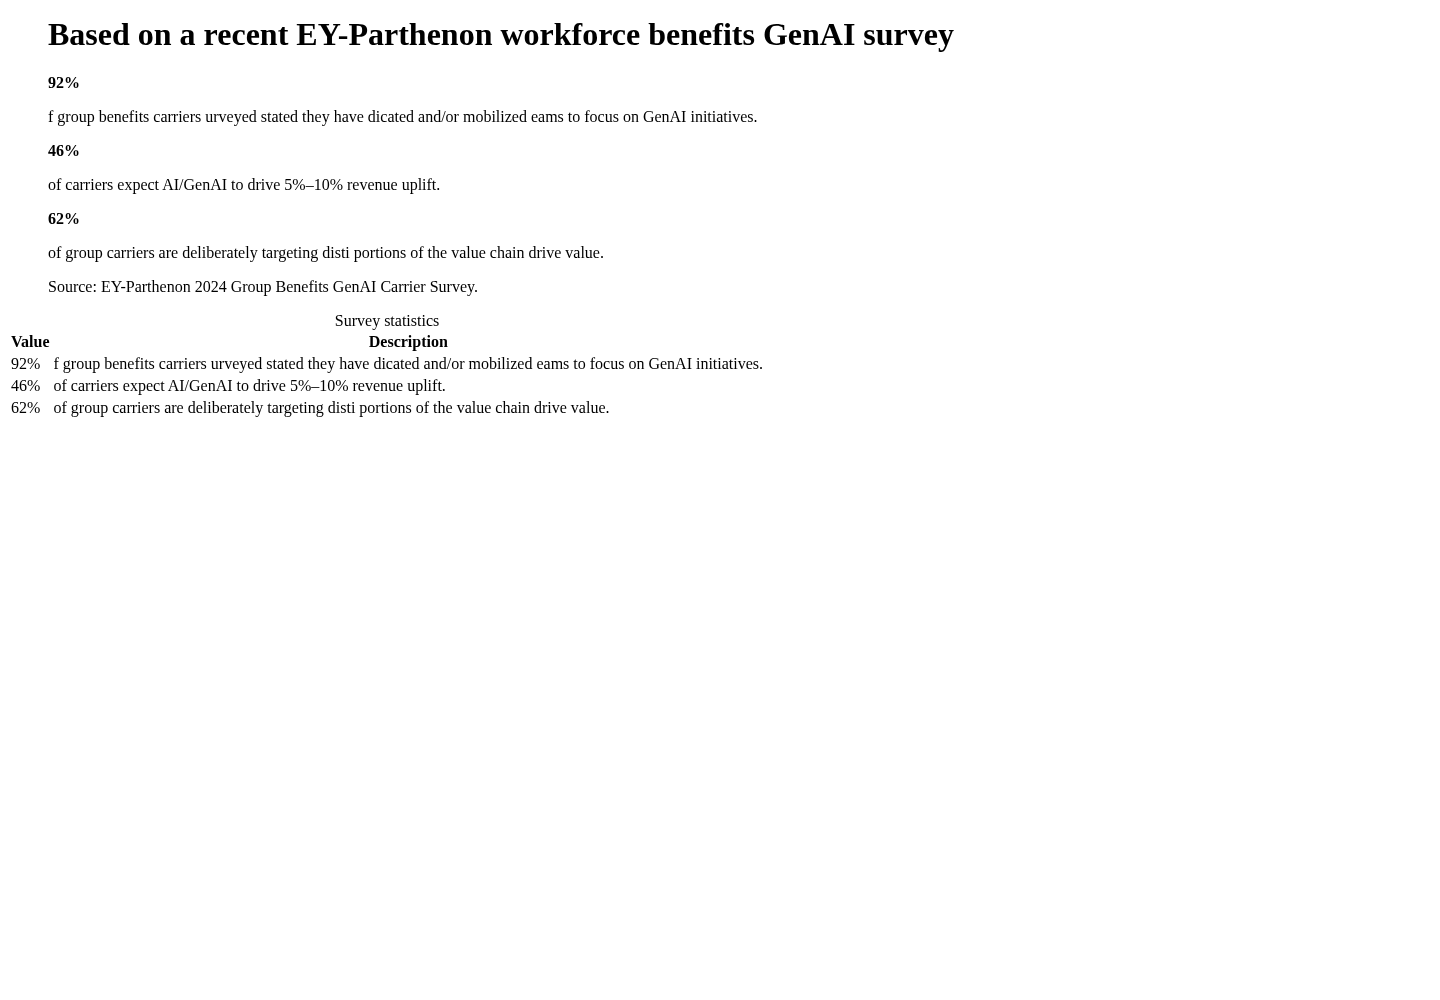 Based on a recent EY-Parthenon workforce benefits GenAI survey
92%
f group benefits carriers urveyed stated they have dicated and/or mobilized eams to focus on GenAI initiatives.
46%
of carriers expect AI/GenAI to drive 5%–10% revenue uplift.
62%
of group carriers are deliberately targeting disti portions of the value chain drive value.
Source: EY-Parthenon 2024 Group Benefits GenAI Carrier Survey.
Survey statistics
Value Description
92% f group benefits carriers urveyed stated they have dicated and/or mobilized eams to focus on GenAI initiatives.
46% of carriers expect AI/GenAI to drive 5%–10% revenue uplift.
62% of group carriers are deliberately targeting disti portions of the value chain drive value.